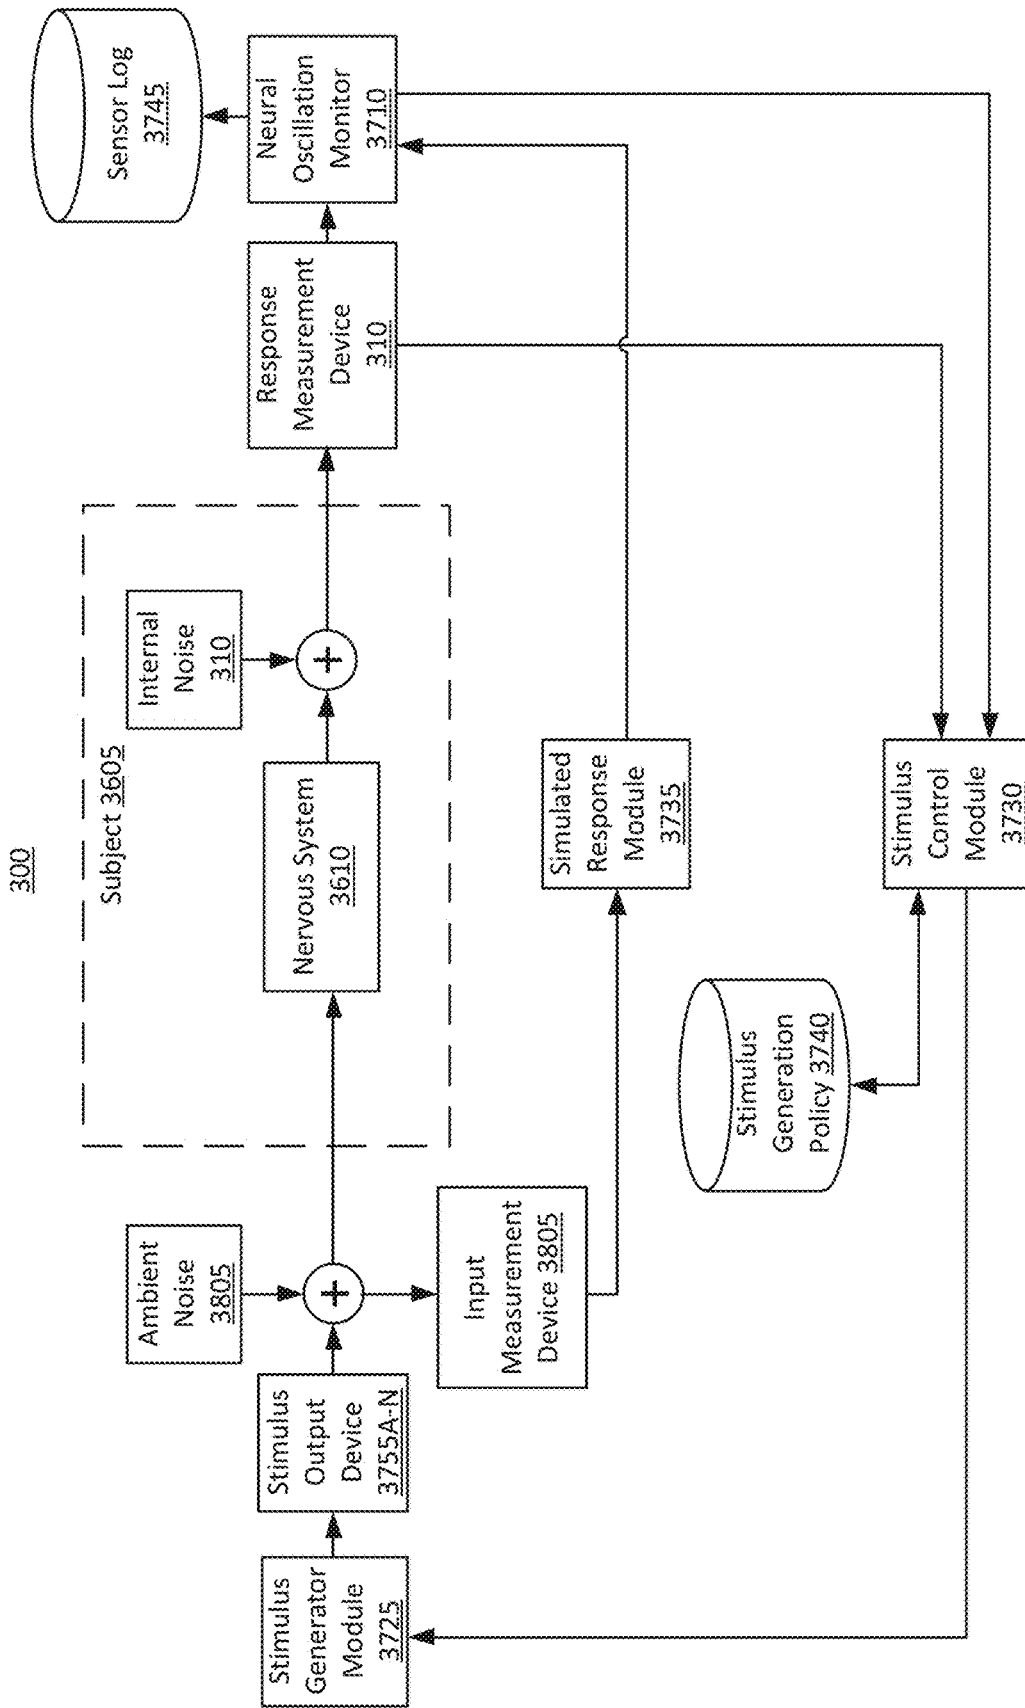 300
Subject 3605
Ambient
Noise
3805
Internal
Noise
310
Sensor Log
3745
Stimulus
Generator
Module
3725
Stimulus
Output
Device
3755A-N
+
Nervous System
3610
+
Response
Measurement
Device
310
Neural
Oscillation
Monitor
3710
Input
Measurement
Device 3805
Simulated
Response
Module
3735
Stimulus
Generation
Policy 3740
Stimulus
Control
Module
3730